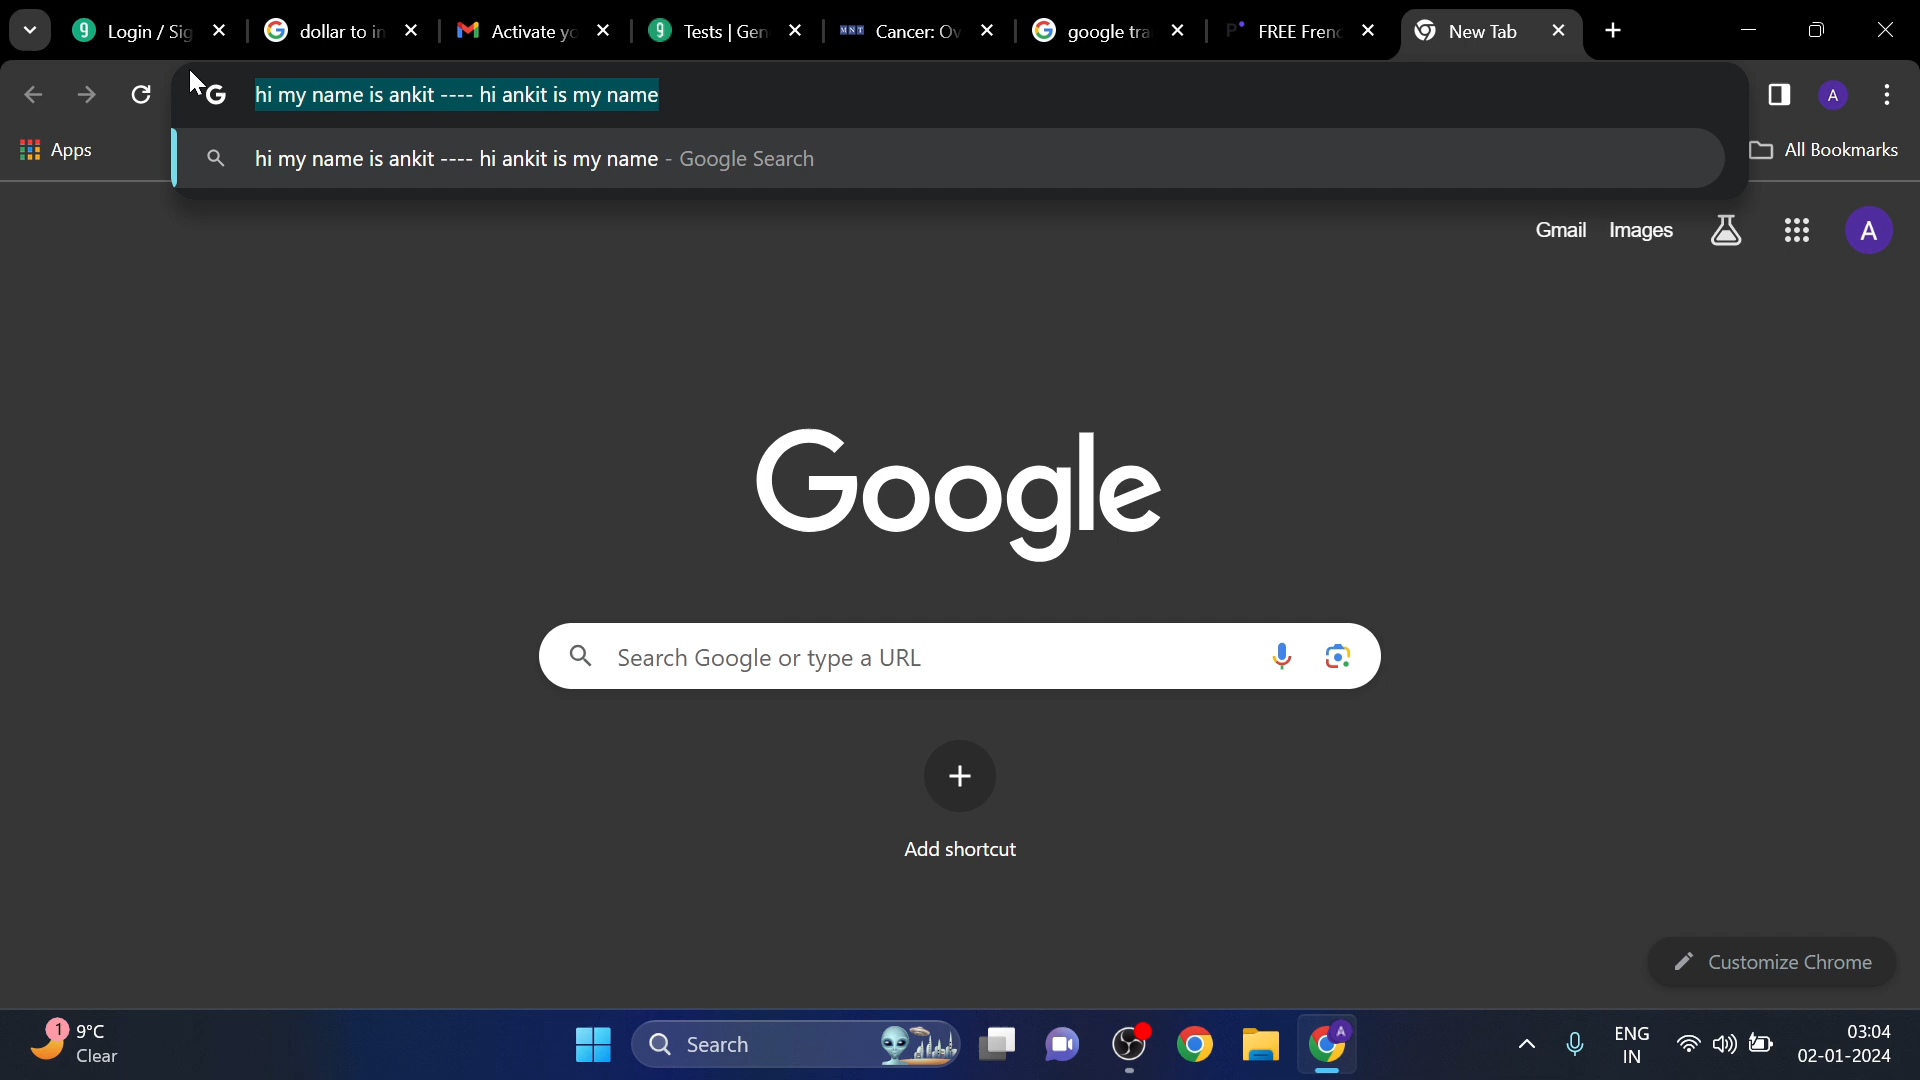 Login / Sig
dollar to in
Activate yo
Tests | Gen
MNT Cancer: Ov
google tra
P FREE Frenc
New Tab
hi my name is ankit ---- hi ankit is my name
A
Apps
hi my name is ankit ---- hi ankit is my name - Google Search
All Bookmarks
Gmail Images
A
Google
Search Google or type a URL
Add shortcut
Customize Chrome
1 9°C
Clear
Search
A
ENG
IN
03:04
02-01-2024